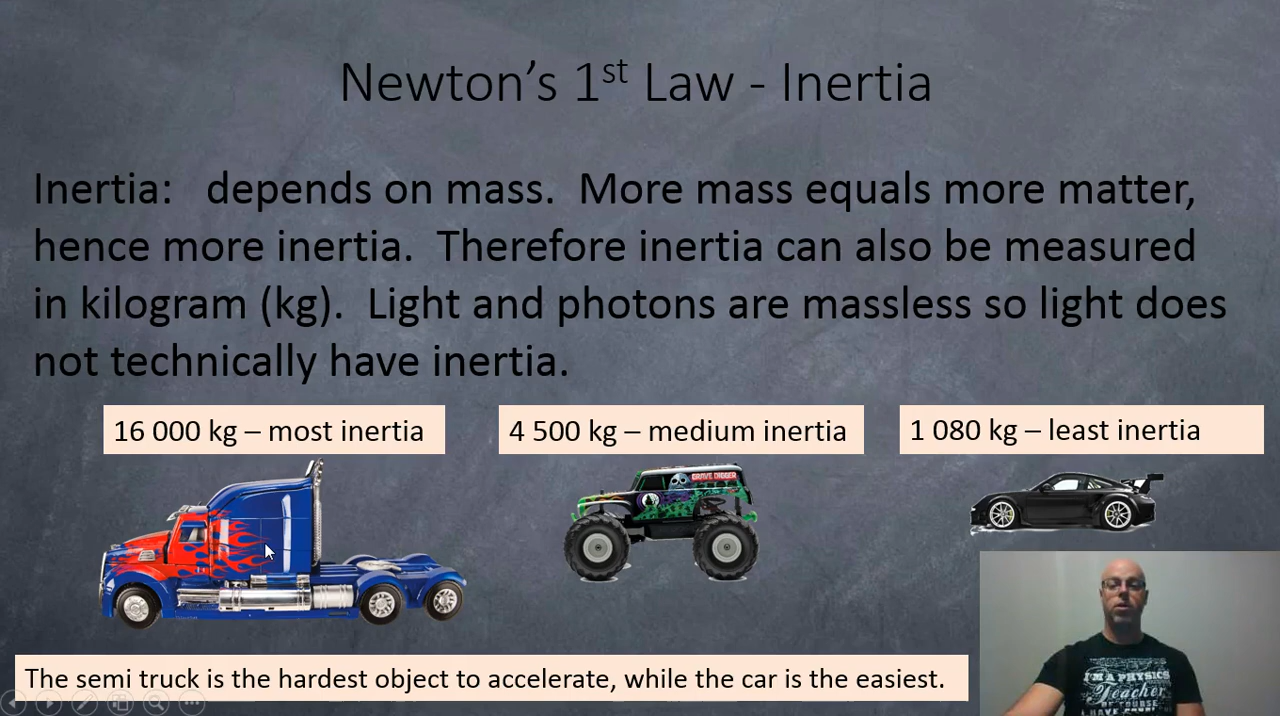 Newton's 1st Law - Inertia
Inertia: depends on mass. More mass equals more matter,
hence more inertia. Therefore inertia can also be measured
in kilogram (kg). Light and photons are massless so light does
not technically have inertia.
16 000 kg – most inertia
4 500 kg – medium inertia
1 080 kg – least inertia
GRAVE DIGGER
The semi truck is the hardest object to accelerate, while the car is the easiest.
I'M A PHYSICS
Teacher
OF COURSE
I HAVE